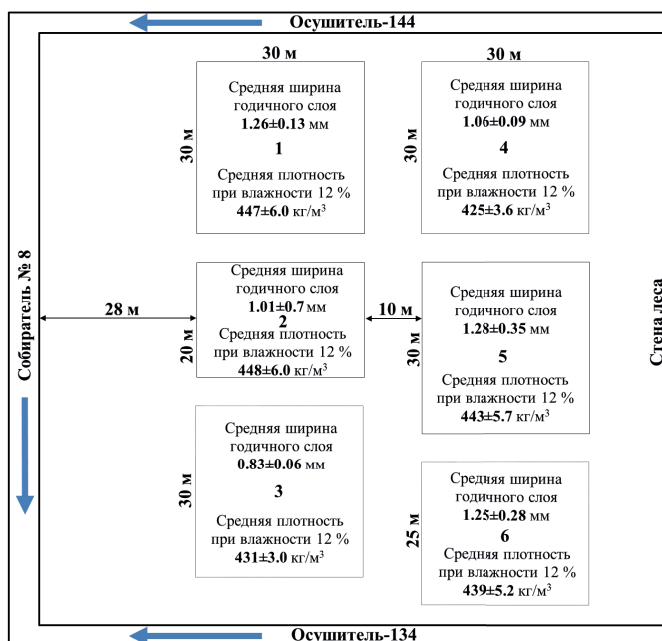 Осушитель-144
30 м
30 м
Средняя ширина
годичного слоя
1.26±0.13 мм
1
Средняя плотность
при влажности 12 %
447±6.0 кг/м³
30 м
Средняя ширина
годичного слоя
1.06±0.09 мм
4
Средняя плотность
при влажности 12 %
425±3.6 кг/м³
30 м
Собиратель № 8
28 м
Средняя ширина
годичного слоя
1.01±0.7 мм
2
Средняя плотность
при влажности 12 %
448±6.0 кг/м³
20 м
10 м
Средняя ширина
годичного слоя
1.28±0.35 мм
5
Средняя плотность
при влажности 12 %
443±5.7 кг/м³
30 м
Стена леса
Средняя ширина
годичного слоя
0.83±0.06 мм
3
Средняя плотность
при влажности 12 %
431±3.0 кг/м³
30 м
Средняя ширина
годичного слоя
1.25±0.28 мм
6
Средняя плотность
при влажности 12 %
439±5.2 кг/м³
25 м
Осушитель-134